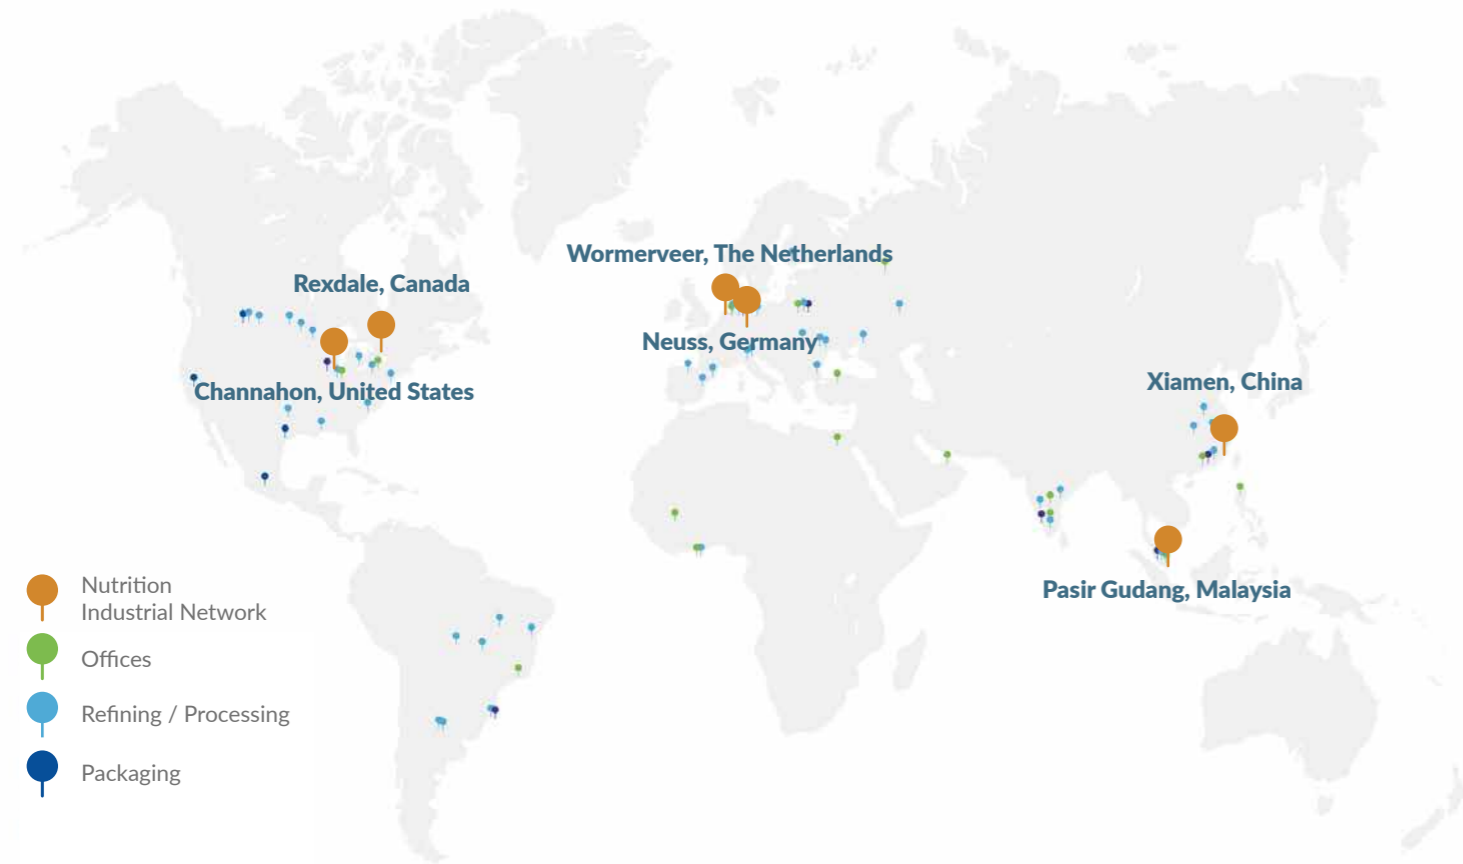 Wormerveer, The Netherlands
Rexdale, Canada
Neuss, Germany
Channahon, United States
Xiamen, China
Pasir Gudang, Malaysia
Nutrition
Industrial Network
Offices
Refining / Processing
Packaging